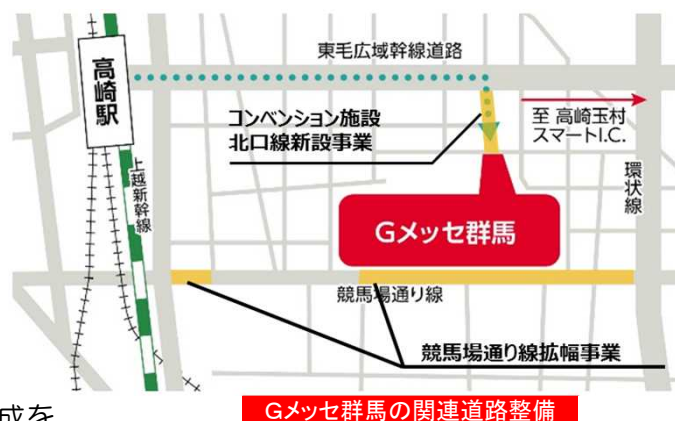 東毛広域幹線道路
高崎駅
コンベンション施設
北口線新設事業
至 高崎玉村
スマートI.C.
上越新幹線
環状線
Gメッセ群馬
競馬場通り線
競馬場通り線拡幅事業
成を
Gメッセ群馬の関連道路整備